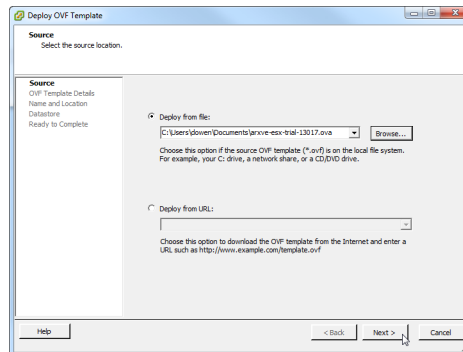 Deploy OVF Template
Source
Select the source location.
Source
OVF Template Details
Name and Location
Datastore
Ready to Complete
Deploy from file:
C:\Users\dowen\Documents\arxve-esx-trial-13017.ova
Browse...
Choose this option if the source OVF template (*.ovf) is on the local file system.
For example, your C: drive, a network share, or a CD/DVD drive.
Deploy from URL:
Choose this option to download the OVF template from the Internet and enter a
URL such as http://www.example.com/template.ovf
Help
< Back
Next >
Cancel